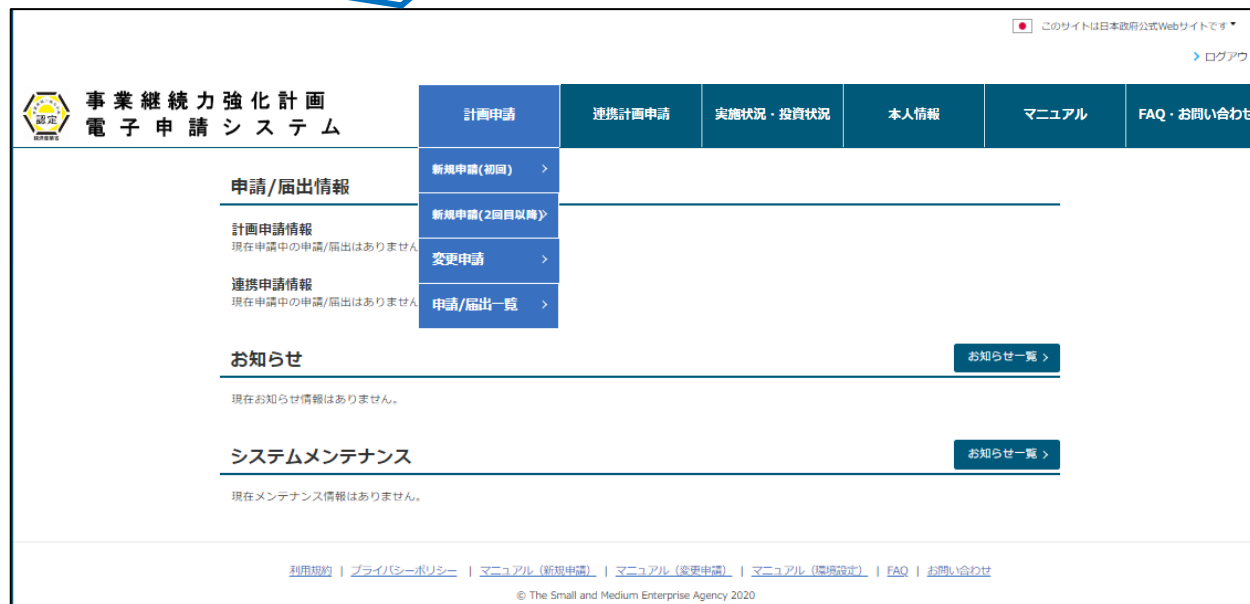 このサイトは日本政府公式Webサイトです
ログアウ
認定
事業継続力強化計画
電子申請システム
計画申請
連携計画申請
実施状況・投資状況
本人情報
マニュアル
FAQ・お問い合わせ
新規申請(初回)
新規申請(2回目以降)
変更申請
申請/届出一覧
申請/届出情報
計画申請情報
現在申請中の申請/届出はありません
連携申請情報
現在申請中の申請/届出はありません
お知らせ
お知らせ一覧
現在お知らせ情報はありません。
システムメンテナンス
お知らせ一覧
現在メンテナンス情報はありません。
利用規約 | プライバシーポリシー | マニュアル（新規申請） | マニュアル（変更申請） | マニュアル（環境設定） | FAQ | お問い合わせ
© The Small and Medium Enterprise Agency 2020